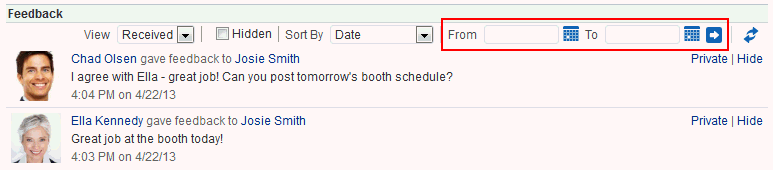 Feedback
View Received | Hidden | Sort By Date From To
Chad Olsen gave feedback to Josie Smith Private | Hide
I agree with Ella - great job! Can you post tomorrow's booth schedule?
4:04 PM on 4/22/13
Ella Kennedy gave feedback to Josie Smith Private | Hide
Great job at the booth today!
4:03 PM on 4/22/13